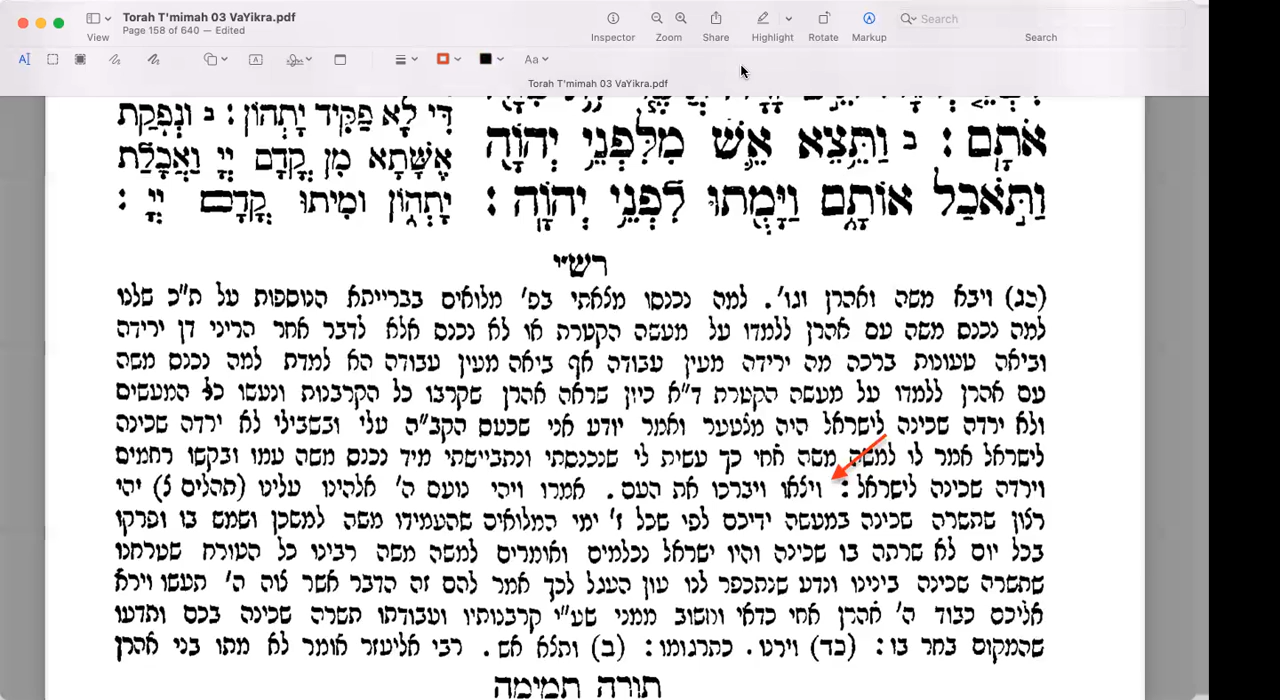 Torah T'mimah 03 VaYikra.pdf
Page 158 of 640 — Edited
View
Inspector
Zoom
Share
Highlight
Rotate
Markup
Search
Search
Aa
Torah T'mimah 03 VaYikra.pdf
אֹתָם׃ ב וַתֵּצֵא אֵשׁ מִלִּפְנֵי יְהוָֹה
וַתֹּאכַל אוֹתָם וַיָּמֻתוּ לִפְנֵי יְהוָֹה׃
דִּי לָא פַקִּיד יָתְהוֹן׃ ב וּנְפָקַת
אֶשָּׁתָא מִן קֳדָם יְיָ וַאֲכָלַת
יָתְהוֹן וּמִיתוּ קֳדָם יְיָ׃
רש״י
(כג) ויבא משה ואהרן וגו'. למה נכנסו מצאתי בפ' מלואים בברייתא הנוספות על ת"כ שלנו
למה נכנס משה עם אהרן ללמדו על מעשה הקטרת או לא נכנס אלא לדבר אחר הריני דן ירידה
וביאה טעונות ברכה מה ירידה מעין עבודה אף ביאה מעין עבודה הא למדת למה נכנס משה
עם אהרן ללמדו על מעשה הקטרת ד"א כיון שראה אהרן שקרבו כל הקרבנות ונעשו כל המעשים
ולא ירדה שכינה לישראל היה מצטער ואמר יודע אני שכעס הקב"ה עלי ובשבילי לא ירדה שכינה
לישראל אמר לו למשה משה אחי כך עשית לי שנכנסתי ונתביישתי מיד נכנס משה עמו ובקשו רחמים
וירדה שכינה לישראל: ויצאו ויברכו את העם. אמרו ויהי נועם ה' אלהינו עלינו (תהלים צ) יהי
רצון שתשרה שכינה במעשה ידיכם לפי שכל ז' ימי המלואים שהעמידו משה למשכן ושמש בו ופרקו
בכל יום לא שרתה בו שכינה והיו ישראל נכלמים ואומרים למשה משה רבינו כל הטורח שטרחנו
שתשרה שכינה בינינו ונדע שנתכפר לנו עון העגל לכך אמר להם זה הדבר אשר צוה ה' תעשו וירא
אליכם כבוד ה' אהרן אחי כדאי וחשוב ממני שע"י קרבנותיו ועבודתו תשרה שכינה בכם ותדעו
שהמקום בחר בו: (כד) וירנו. כתרגומו: (ב) ותצא אש. רבי אליעזר אומר לא מתו בני אהרן
תורה תמימה